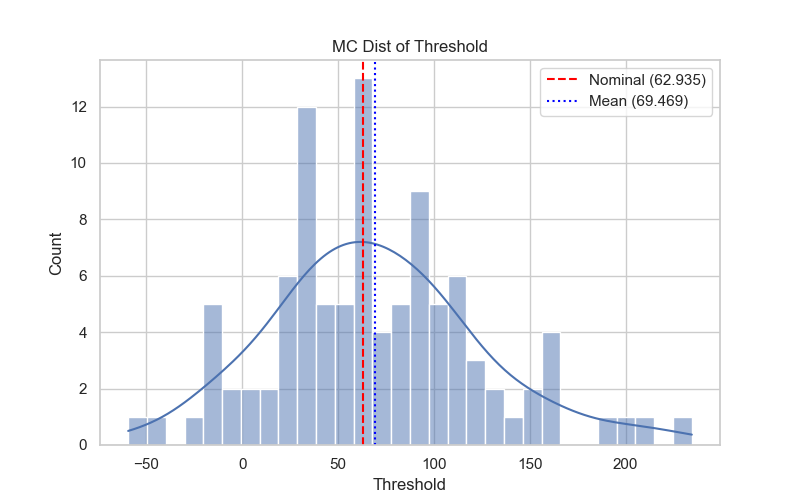 MC Dist of Threshold
Nominal (62.935)
Mean (69.469)
12
10
8
6
4
2
0
Count
−50
0
50
100
150
200
Threshold